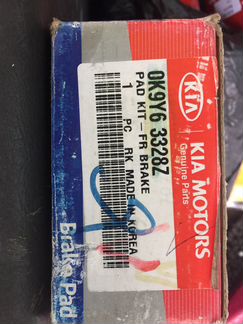 KIA
KIA MOTORS
Genuine Parts
0K9Y6 3328Z
PAD KIT-FR BRAKE
1 PC RK MADE IN KOREA
Brake Pad